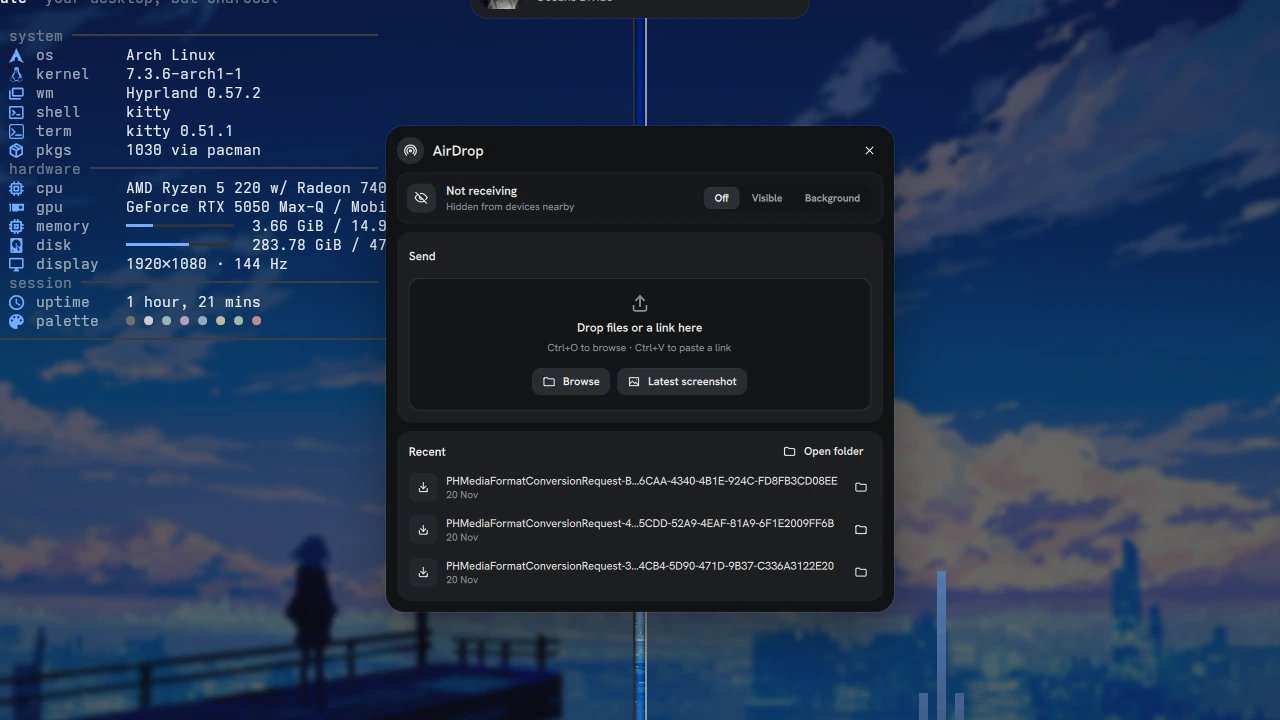 your desktop, but charcoal
system
os Arch Linux
kernel 7.3.6-arch1-1
wm Hyprland 0.57.2
shell kitty
term kitty 0.51.1
pkgs 1030 via pacman
hardware
cpu AMD Ryzen 5 220 w/ Radeon 740
gpu GeForce RTX 5050 Max-Q / Mobi
memory 3.66 GiB / 14.9
disk 283.78 GiB / 47
display 1920×1080 · 144 Hz
session
uptime 1 hour, 21 mins
palette
AirDrop
Not receiving
Hidden from devices nearby
Off Visible Background
Send
Drop files or a link here
Ctrl+O to browse · Ctrl+V to paste a link
Browse Latest screenshot
Recent Open folder
PHMediaFormatConversionRequest-B...6CAA-4340-4B1E-924C-FD8FB3CD08EE
20 Nov
PHMediaFormatConversionRequest-4...5CDD-52A9-4EAF-81A9-6F1E2009FF6B
20 Nov
PHMediaFormatConversionRequest-3...4CB4-5D90-471D-9B37-C336A3122E20
20 Nov